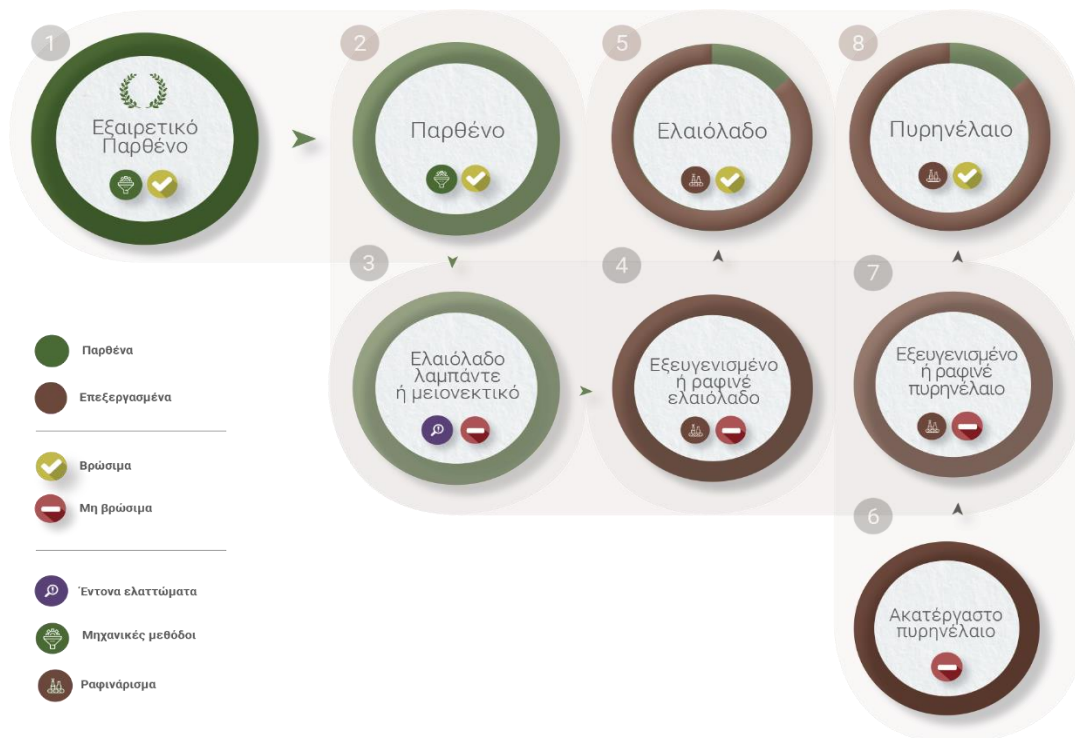 1
Εξαιρετικό
Παρθένο
2
Παρθένο
5
Ελαιόλαδο
8
Πυρηνέλαιο
3
Ελαιόλαδο
λαμπάντε
ή μειονεκτικό
4
Εξευγενισμένο
ή ραφινέ
ελαιόλαδο
7
Εξευγενισμένο
ή ραφινέ
πυρηνέλαιο
6
Ακατέργαστο
πυρηνέλαιο
Παρθένα
Επεξεργασμένα
Βρώσιμα
Μη βρώσιμα
Έντονα ελαττώματα
Μηχανικές μεθόδοι
Ραφινάρισμα